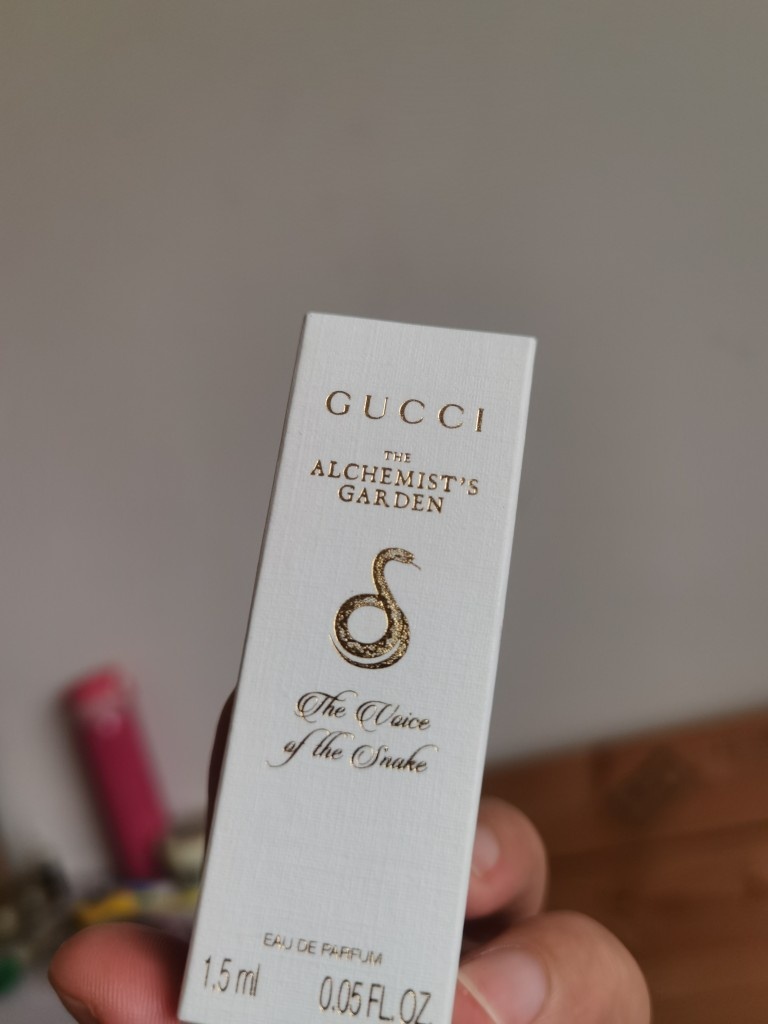 GUCCI
THE
ALCHEMIST'S
GARDEN
The Voice
of the Snake
EAU DE PARFUM
1.5 ml 0.05 FL. OZ.